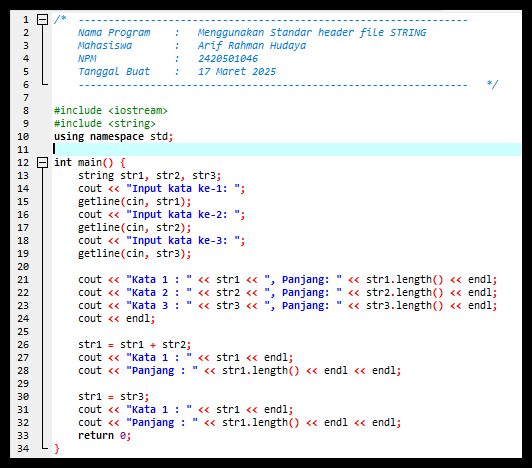 1 /* -----------------------------------------------------------------
2 Nama Program : Menggunakan Standar header file STRING
3 Mahasiswa : Arif Rahman Hudaya
4 NPM : 2420501046
5 Tanggal Buat : 17 Maret 2025
6 ----------------------------------------------------------------- */
7
8 #include <iostream>
9 #include <string>
10 using namespace std;
11
12 int main() {
13 string str1, str2, str3;
14 cout << "Input kata ke-1: ";
15 getline(cin, str1);
16 cout << "Input kata ke-2: ";
17 getline(cin, str2);
18 cout << "Input kata ke-3: ";
19 getline(cin, str3);
20
21 cout << "Kata 1 : " << str1 << ", Panjang: " << str1.length() << endl;
22 cout << "Kata 2 : " << str2 << ", Panjang: " << str2.length() << endl;
23 cout << "Kata 3 : " << str3 << ", Panjang: " << str3.length() << endl;
24 cout << endl;
25
26 str1 = str1 + str2;
27 cout << "Kata 1 : " << str1 << endl;
28 cout << "Panjang : " << str1.length() << endl << endl;
29
30 str1 = str3;
31 cout << "Kata 1 : " << str1 << endl;
32 cout << "Panjang : " << str1.length() << endl << endl;
33 return 0;
34 }